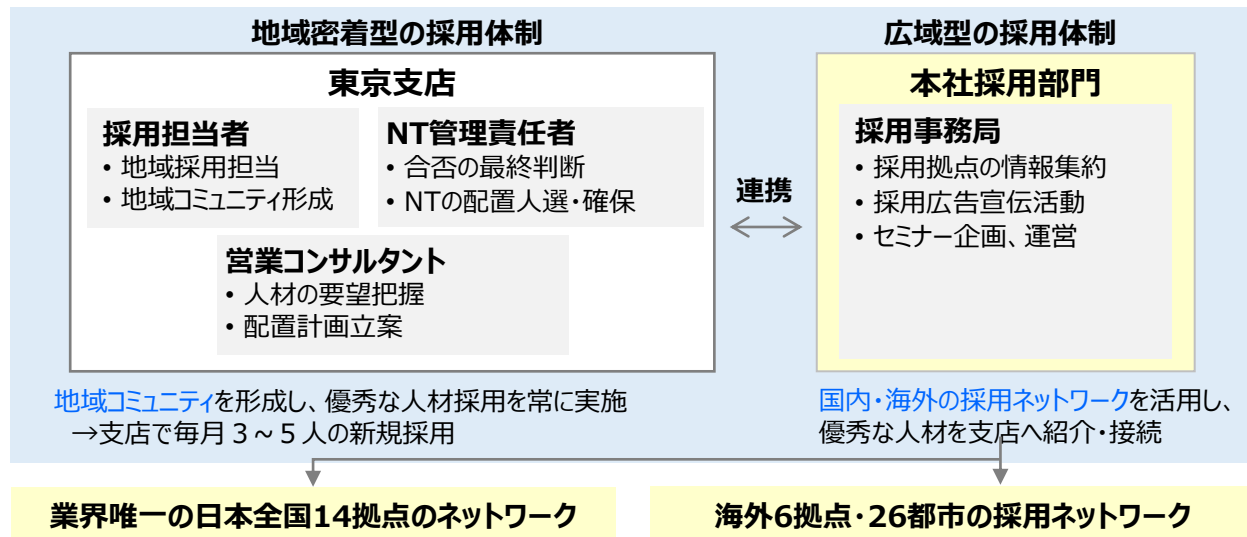 地域密着型の採用体制
東京支店
採用担当者
• 地域採用担当
• 地域コミュニティ形成
NT管理責任者
• 合否の最終判断
• NTの配置人選・確保
営業コンサルタント
• 人材の要望把握
• 配置計画立案
地域コミュニティを形成し、優秀な人材採用を常に実施
→支店で毎月３～５人の新規採用
連携
広域型の採用体制
本社採用部門
採用事務局
• 採用拠点の情報集約
• 採用広告宣伝活動
• セミナー企画、運営
国内・海外の採用ネットワークを活用し、
優秀な人材を支店へ紹介・接続
業界唯一の日本全国14拠点のネットワーク
海外6拠点・26都市の採用ネットワーク